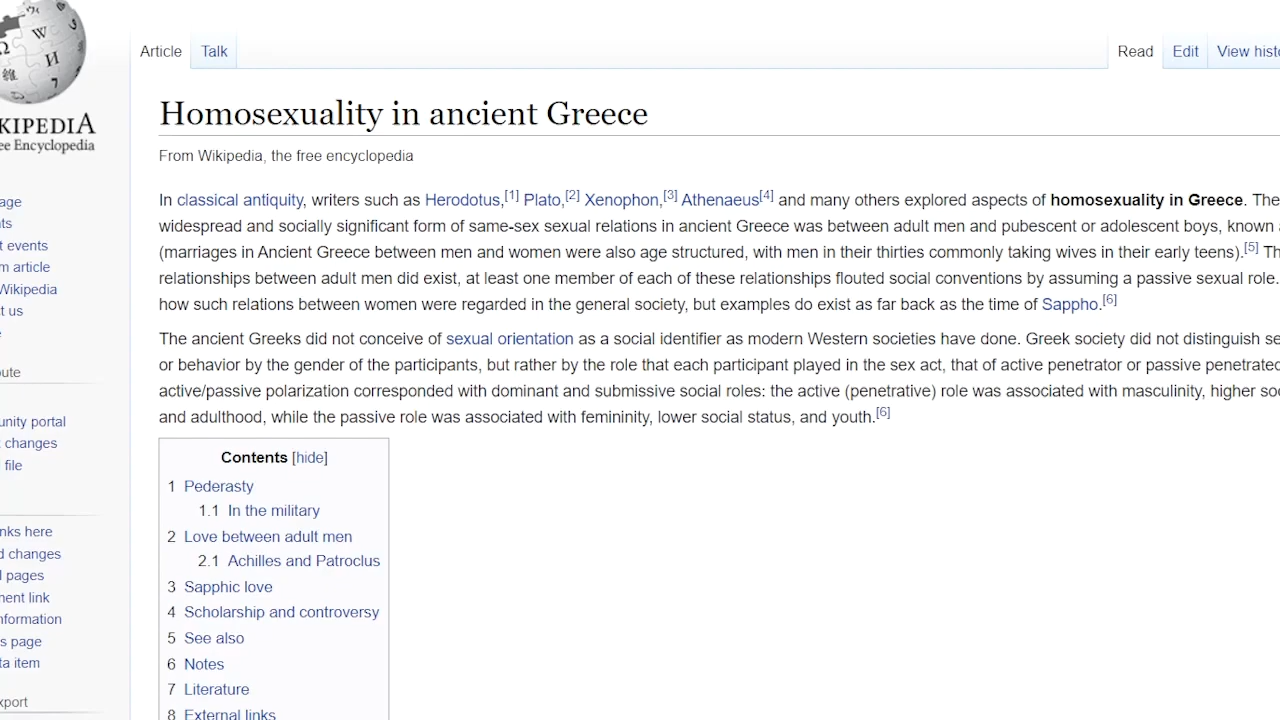 Article Talk Read Edit View hist
KIPEDIA
ee Encyclopedia
Homosexuality in ancient Greece
From Wikipedia, the free encyclopedia
In classical antiquity, writers such as Herodotus,[1] Plato,[2] Xenophon,[3] Athenaeus[4] and many others explored aspects of homosexuality in Greece. The
widespread and socially significant form of same-sex sexual relations in ancient Greece was between adult men and pubescent or adolescent boys, known
(marriages in Ancient Greece between men and women were also age structured, with men in their thirties commonly taking wives in their early teens).[5] Th
relationships between adult men did exist, at least one member of each of these relationships flouted social conventions by assuming a passive sexual role.
how such relations between women were regarded in the general society, but examples do exist as far back as the time of Sappho.[6]
The ancient Greeks did not conceive of sexual orientation as a social identifier as modern Western societies have done. Greek society did not distinguish se
or behavior by the gender of the participants, but rather by the role that each participant played in the sex act, that of active penetrator or passive penetrated
active/passive polarization corresponded with dominant and submissive social roles: the active (penetrative) role was associated with masculinity, higher soc
and adulthood, while the passive role was associated with femininity, lower social status, and youth.[6]
Contents [hide]
1 Pederasty
1.1 In the military
2 Love between adult men
2.1 Achilles and Patroclus
3 Sapphic love
4 Scholarship and controversy
5 See also
6 Notes
7 Literature
8 External links
age
ts
t events
m article
Wikipedia
t us
ute
unity portal
t changes
file
nks here
d changes
l pages
nent link
nformation
s page
ta item
xport